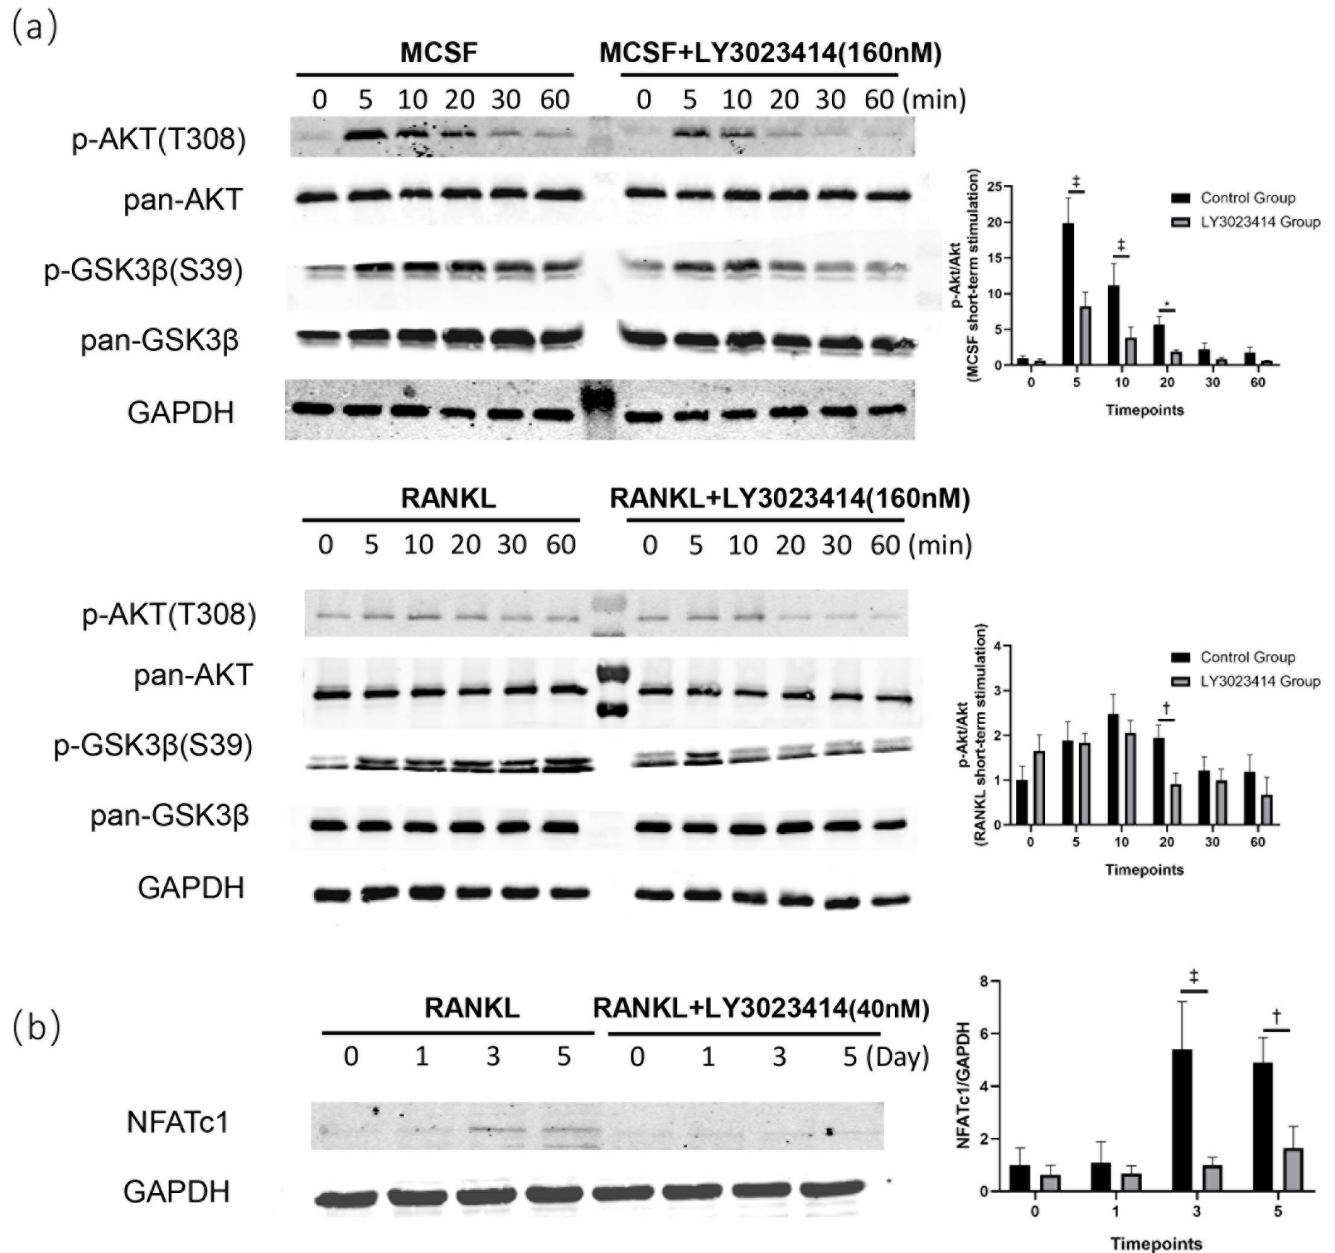 (a)
MCSF
MCSF+LY3023414(160nM)
0 5 10 20 30 60 0 5 10 20 30 60 (min)
p-AKT(T308)
pan-AKT
p-GSK3β(S39)
pan-GSK3β
GAPDH
p-Akt/Akt
(MCSF short-term stimulation)
25
20
15
10
5
0
‡
‡
*
Control Group
LY3023414 Group
0 5 10 20 30 60
Timepoints
RANKL
RANKL+LY3023414(160nM)
0 5 10 20 30 60 0 5 10 20 30 60 (min)
p-AKT(T308)
pan-AKT
p-GSK3β(S39)
pan-GSK3β
GAPDH
p-Akt/Akt
(RANKL short-term stimulation)
4
3
2
1
0
†
Control Group
LY3023414 Group
0 5 10 20 30 60
Timepoints
(b)
RANKL
RANKL+LY3023414(40nM)
0 1 3 5 0 1 3 5 (Day)
NFATc1
GAPDH
NFATc1/GAPDH
8
6
4
2
0
‡
†
0 1 3 5
Timepoints